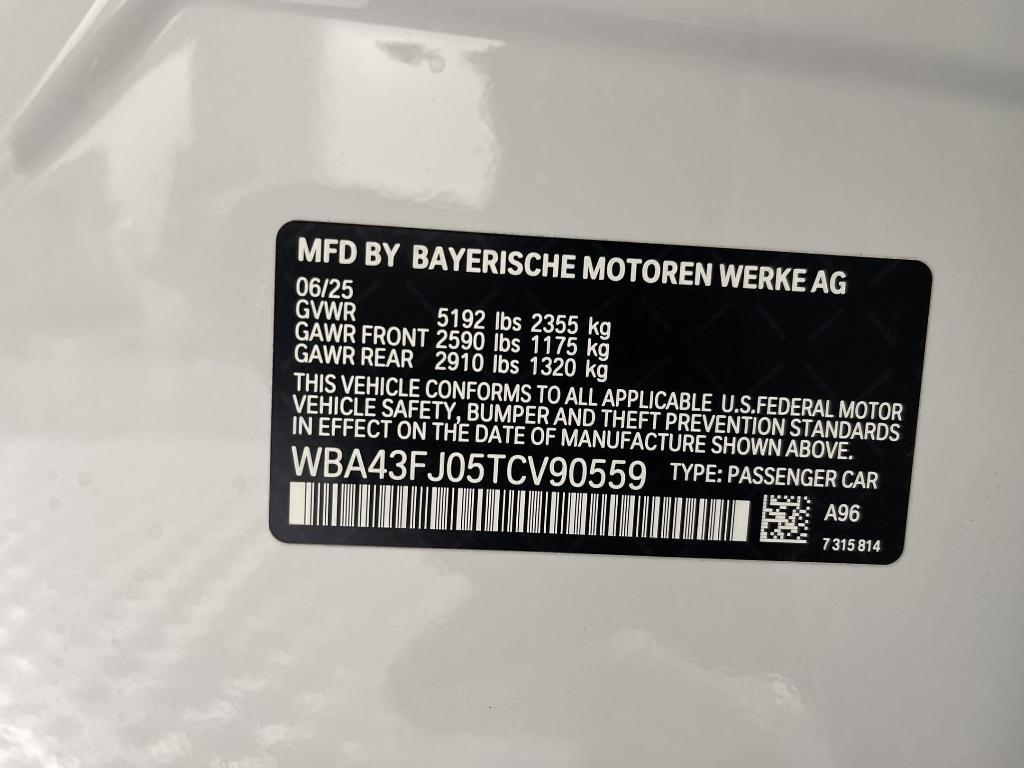 MFD BY BAYERISCHE MOTOREN WERKE AG
06/25
GVWR 5192 lbs 2355 kg
GAWR FRONT 2590 lbs 1175 kg
GAWR REAR 2910 lbs 1320 kg
THIS VEHICLE CONFORMS TO ALL APPLICABLE U.S.FEDERAL MOTOR
VEHICLE SAFETY, BUMPER AND THEFT PREVENTION STANDARDS
IN EFFECT ON THE DATE OF MANUFACTURE SHOWN ABOVE.
WBA43FJ05TCV90559 TYPE: PASSENGER CAR
A96
7 315 814